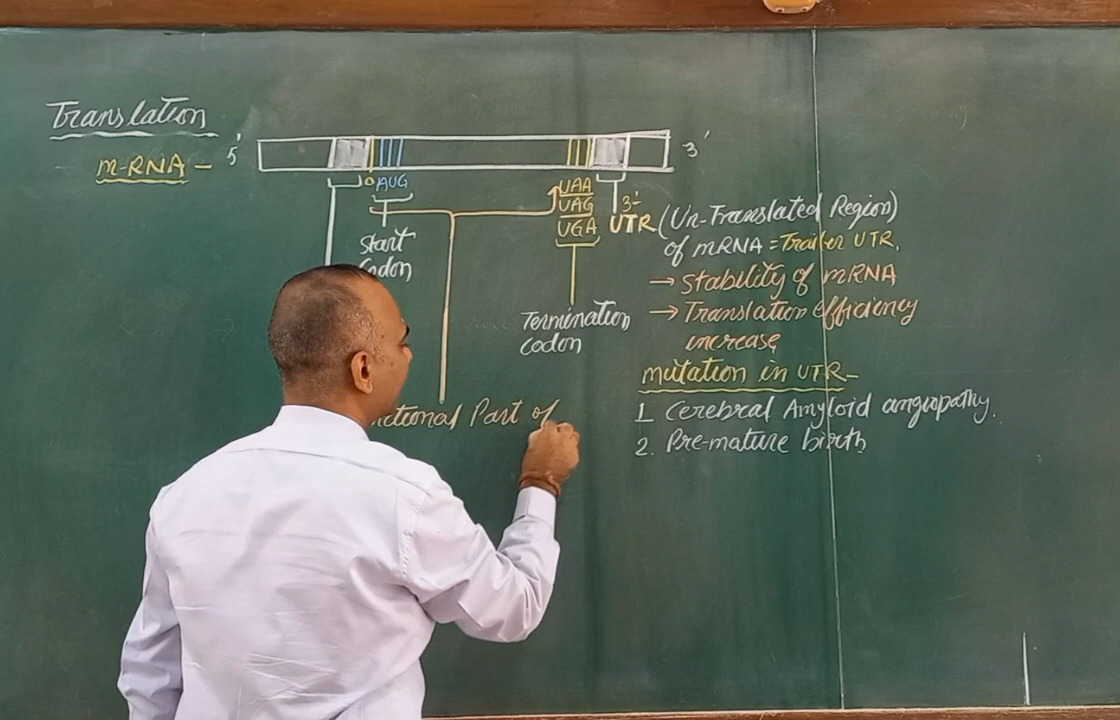 Translation
m-RNA -
5'
3'
AUG
Start
Codon
UAA
UAG
UGA
Termination
Codon
3'-
UTR (Un-Translated Region)
of mRNA = Trailer UTR.
→ Stability of mRNA
→ Translation efficiency
increase
mutation in UTR -
1. Cerebral Amyloid angiopathy.
2. Pre-mature birth
Part of